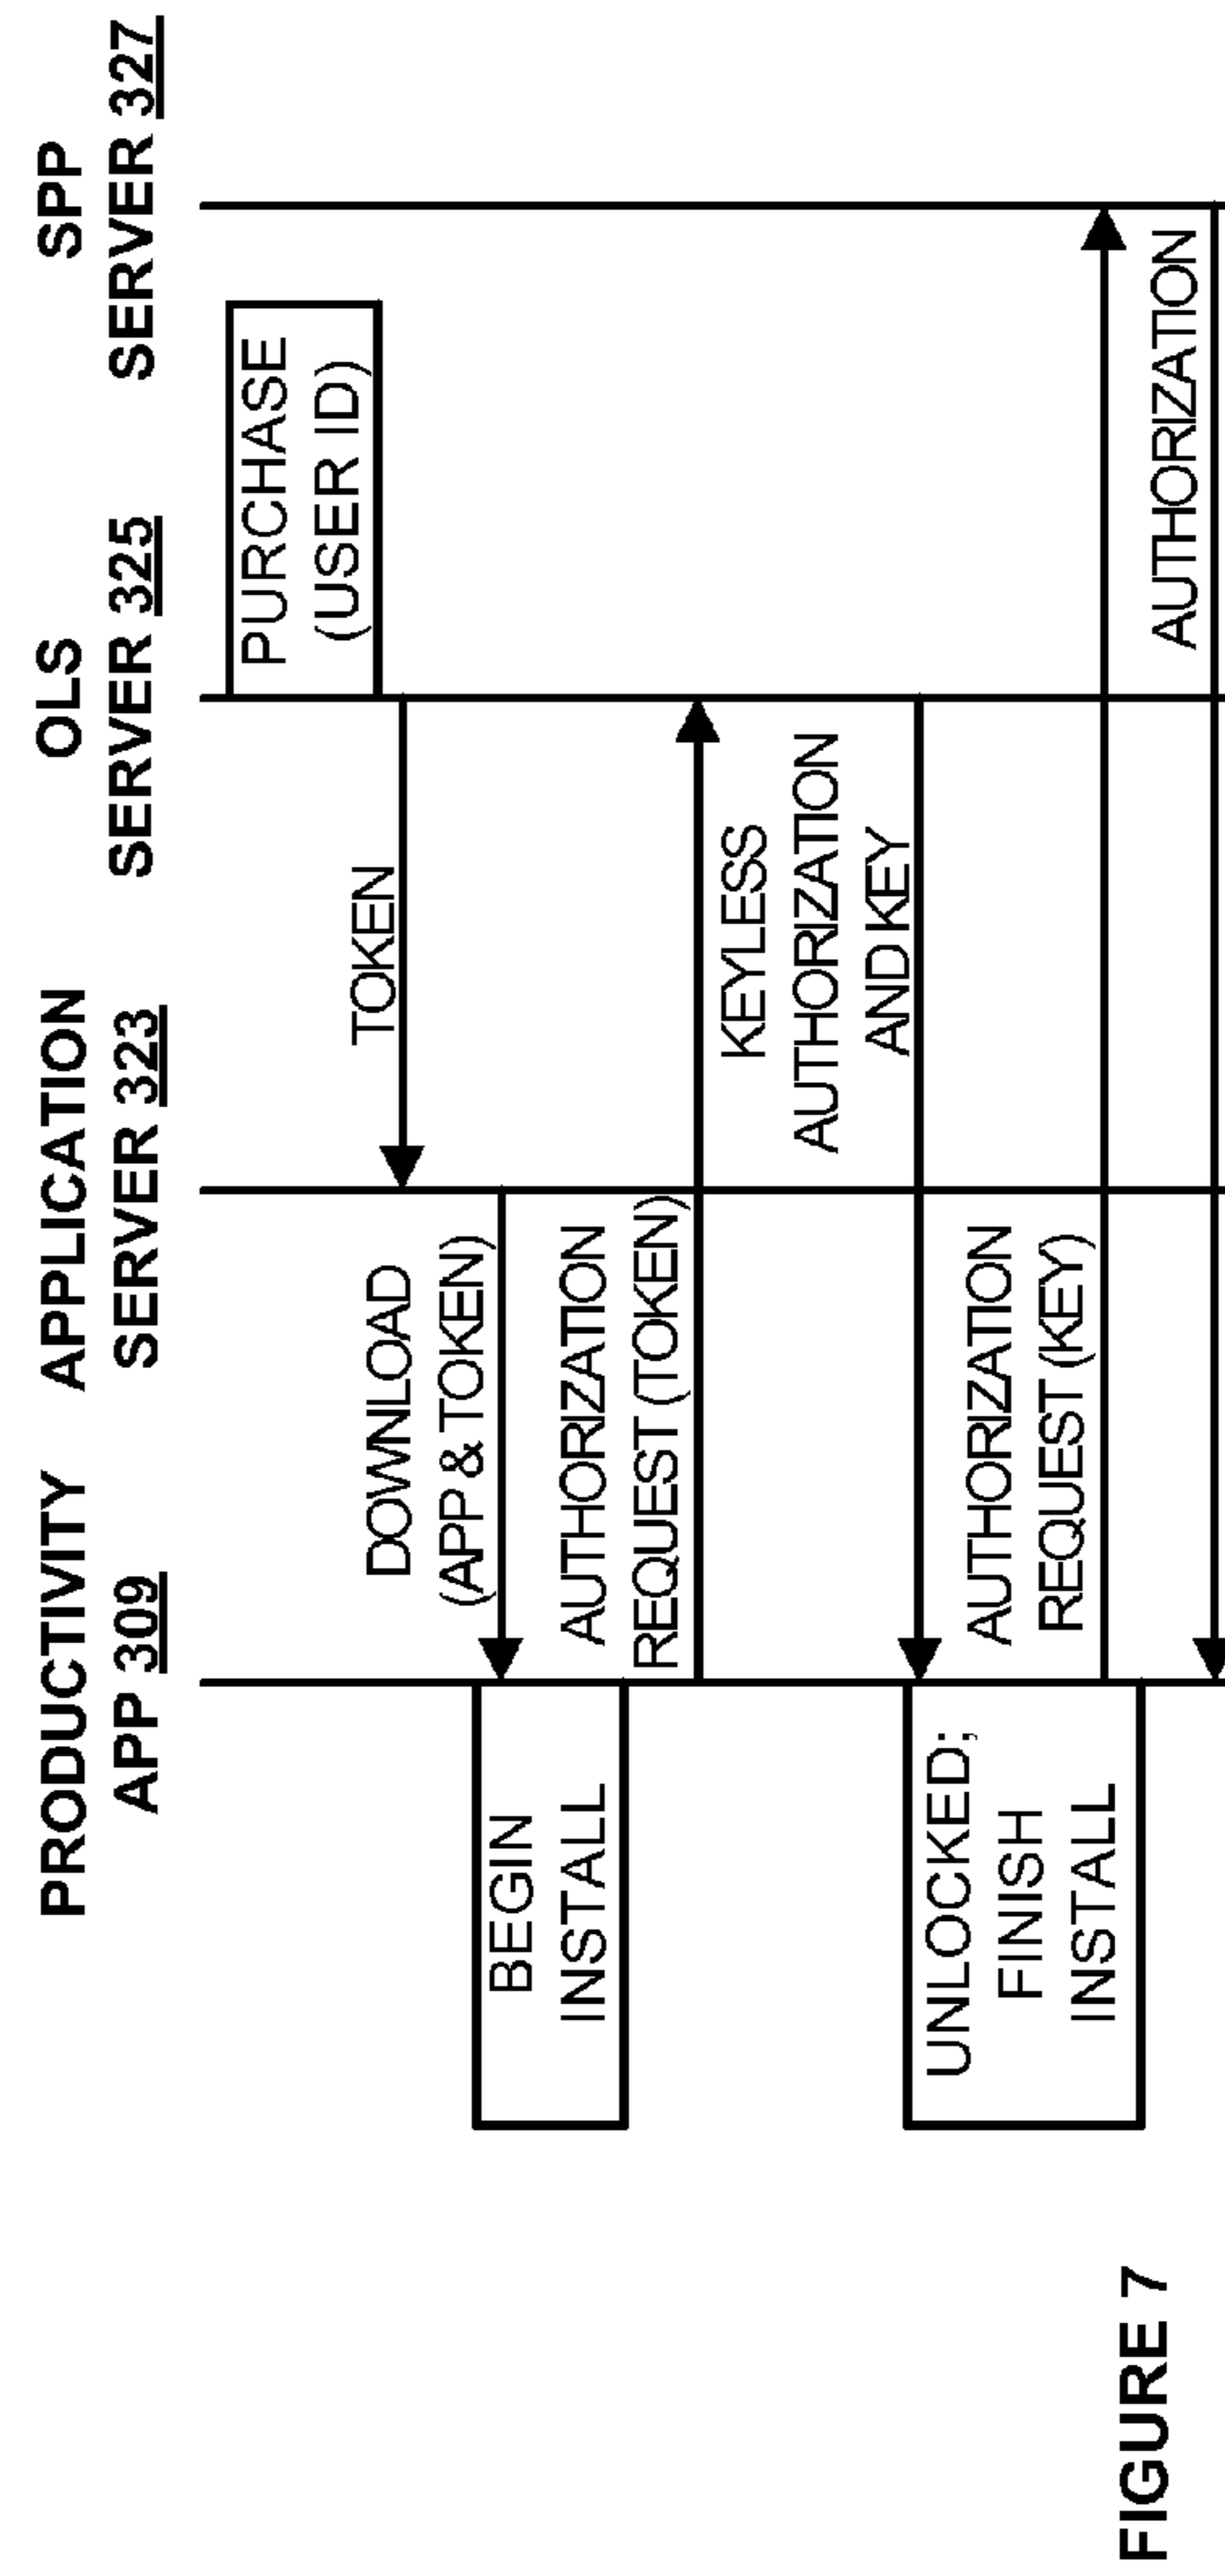 PRODUCTIVITY
APP 309
APPLICATION
SERVER 323
OLS
SERVER 325
SPP
SERVER 327
PURCHASE
(USER ID)
TOKEN
DOWNLOAD
(APP & TOKEN)
BEGIN
INSTALL
AUTHORIZATION
REQUEST (TOKEN)
KEYLESS
AUTHORIZATION
AND KEY
UNLOCKED;
FINISH
INSTALL
AUTHORIZATION
REQUEST (KEY)
AUTHORIZATION
FIGURE 7